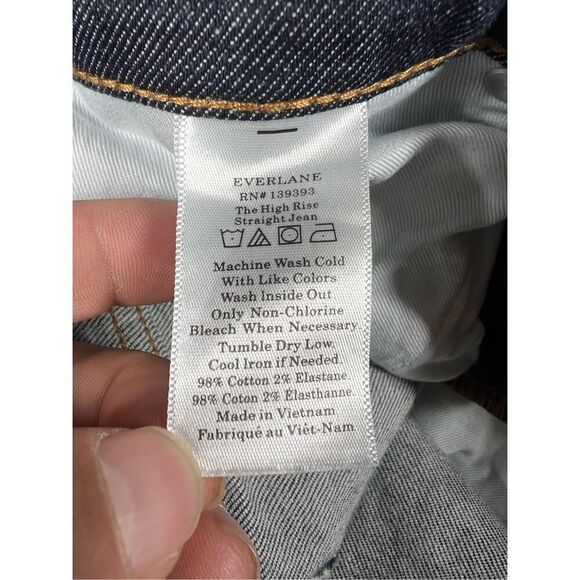 EVERLANE
RN# 139393
The High Rise
Straight Jean
Machine Wash Cold
With Like Colors
Wash Inside Out
Only Non-Chlorine
Bleach When Necessary.
Tumble Dry Low.
Cool Iron if Needed.
98% Cotton 2% Elastane.
98% Coton 2% Élasthanne.
Made in Vietnam
Fabriqué au Viêt-Nam